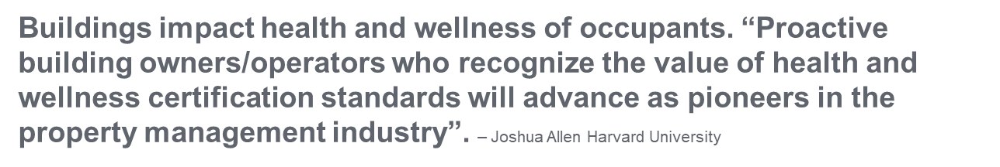 Buildings impact health and wellness of occupants. “Proactive
building owners/operators who recognize the value of health and
wellness certification standards will advance as pioneers in the
property management industry”. – Joshua Allen Harvard University